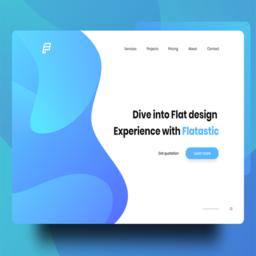 Services Projects Pricing About Contact
Dive into Flat design
Experience with Flatastic
Get quotation Learn more